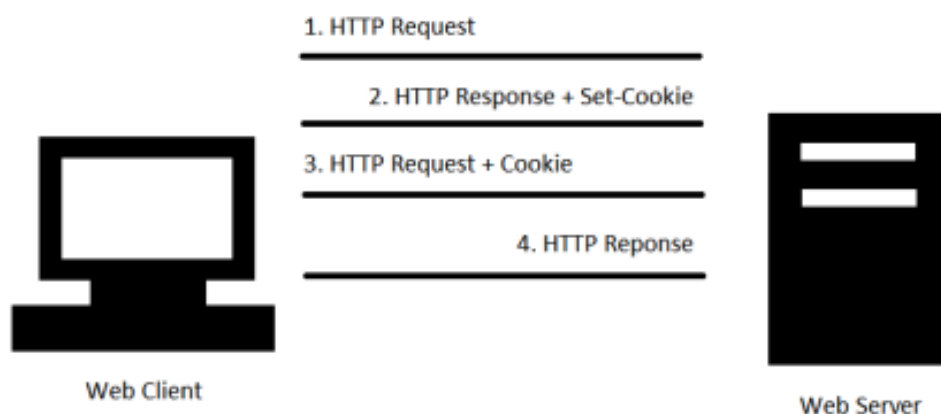 1. HTTP Request
2. HTTP Response + Set-Cookie
3. HTTP Request + Cookie
4. HTTP Reponse
Web Client
Web Server